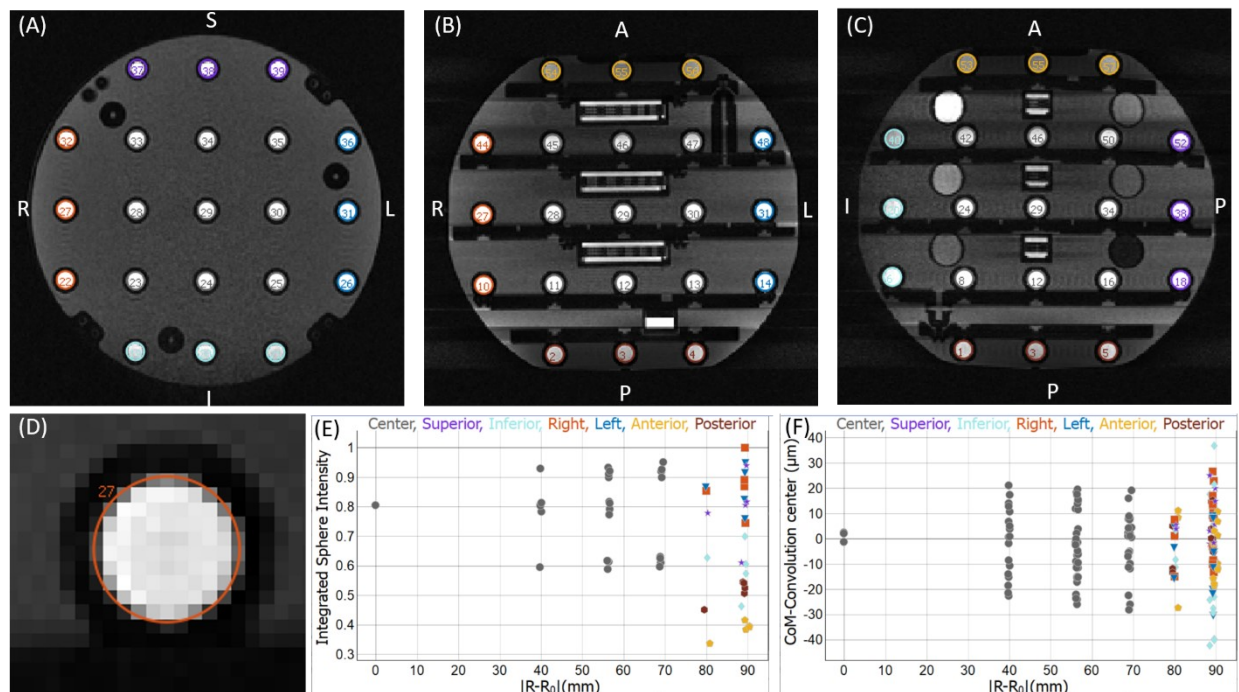 (A)
S
37 38 39
32 33 34 35 36
R 27 28 29 30 31 L
22 23 24 25 26
I
(B)
A
55
44 45 46 47 48
R 27 28 29 30 31 L
10 11 12 13 14
2 3 4
P
(C)
A
53 55 57
42 46 50 52
I 24 29 34 38 P
8 12 16 18
1 3 5
P
(D)
27
(E)
Center, Superior, Inferior, Right, Left, Anterior, Posterior
Integrated Sphere Intensity
1
0.9
0.8
0.7
0.6
0.5
0.4
0.3
0 10 20 30 40 50 60 70 80 90
|R-R₀|(mm)
(F)
Center, Superior, Inferior, Right, Left, Anterior, Posterior
CoM-Convolution center (µm)
40
30
20
10
0
-10
-20
-30
-40
0 10 20 30 40 50 60 70 80 90
|R-R₀|(mm)